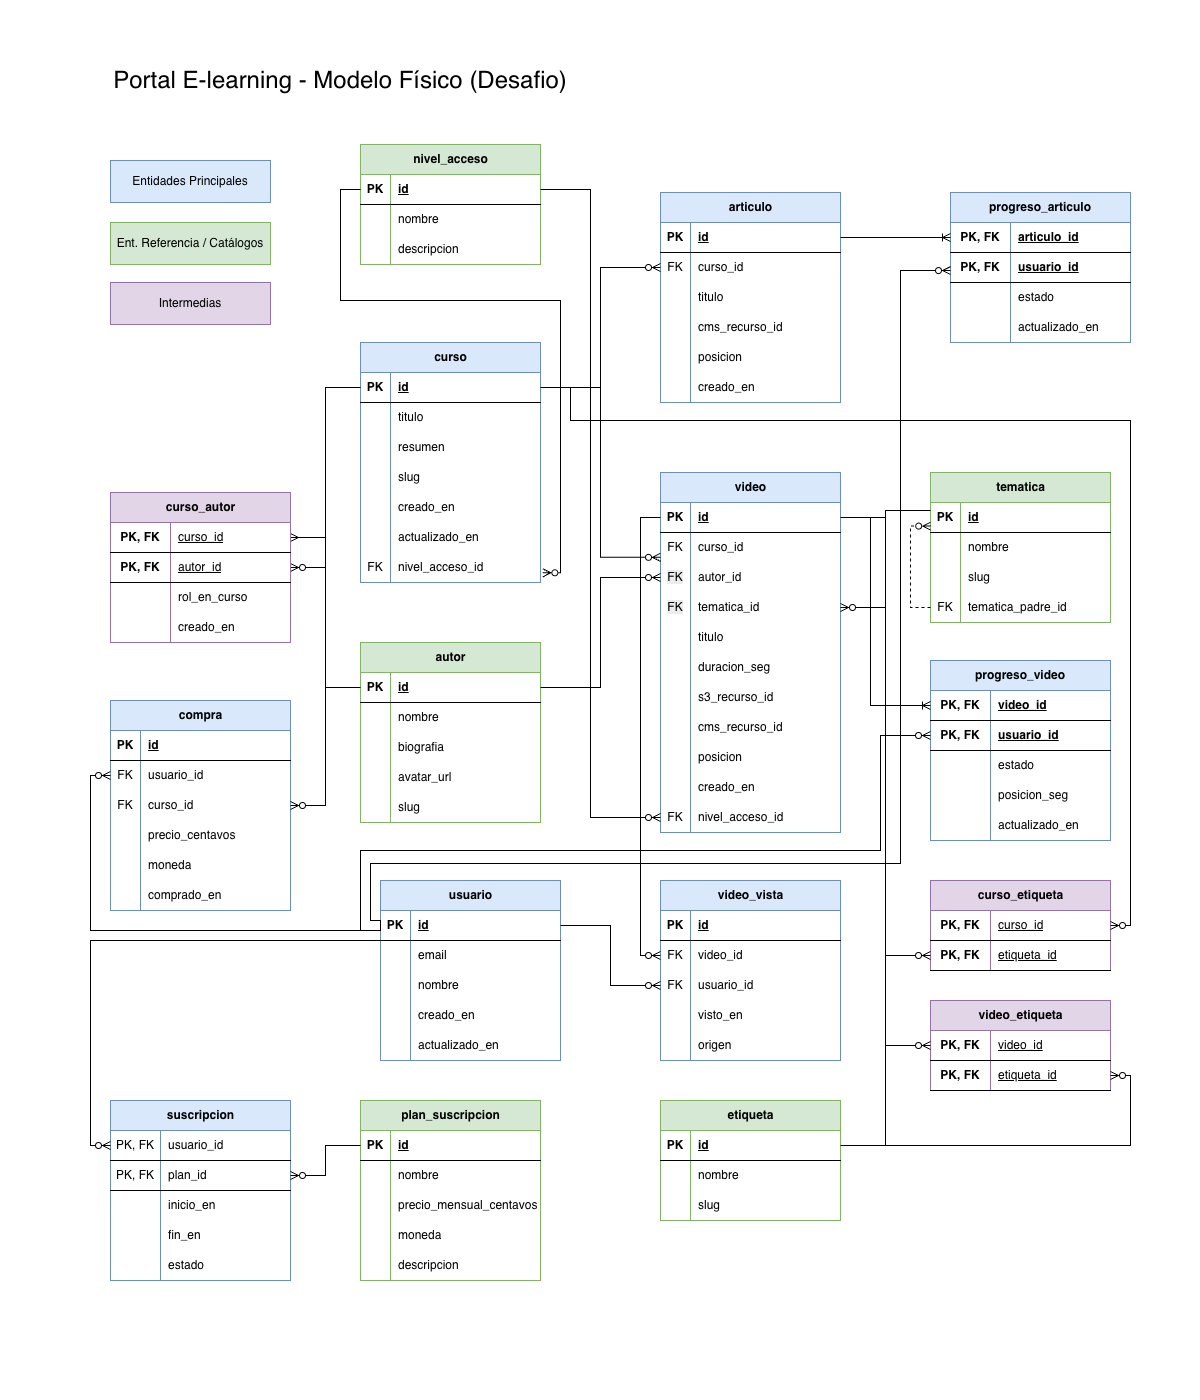 Portal E-learning - Modelo Físico (Desafio)
Entidades Principales
Ent. Referencia / Catálogos
Intermedias
nivel_acceso
PK id
nombre
descripcion
articulo
PK id
FK curso_id
titulo
cms_recurso_id
posicion
creado_en
progreso_articulo
PK, FK articulo_id
PK, FK usuario_id
estado
actualizado_en
curso
PK id
titulo
resumen
slug
creado_en
actualizado_en
FK nivel_acceso_id
curso_autor
PK, FK curso_id
PK, FK autor_id
rol_en_curso
creado_en
video
PK id
FK curso_id
FK autor_id
FK tematica_id
titulo
duracion_seg
s3_recurso_id
cms_recurso_id
posicion
creado_en
FK nivel_acceso_id
tematica
PK id
nombre
slug
FK tematica_padre_id
autor
PK id
nombre
biografia
avatar_url
slug
progreso_video
PK, FK video_id
PK, FK usuario_id
estado
posicion_seg
actualizado_en
compra
PK id
FK usuario_id
FK curso_id
precio_centavos
moneda
comprado_en
usuario
PK id
email
nombre
creado_en
actualizado_en
video_vista
PK id
FK video_id
FK usuario_id
visto_en
origen
curso_etiqueta
PK, FK curso_id
PK, FK etiqueta_id
video_etiqueta
PK, FK video_id
PK, FK etiqueta_id
suscripcion
PK, FK usuario_id
PK, FK plan_id
inicio_en
fin_en
estado
plan_suscripcion
PK id
nombre
precio_mensual_centavos
moneda
descripcion
etiqueta
PK id
nombre
slug